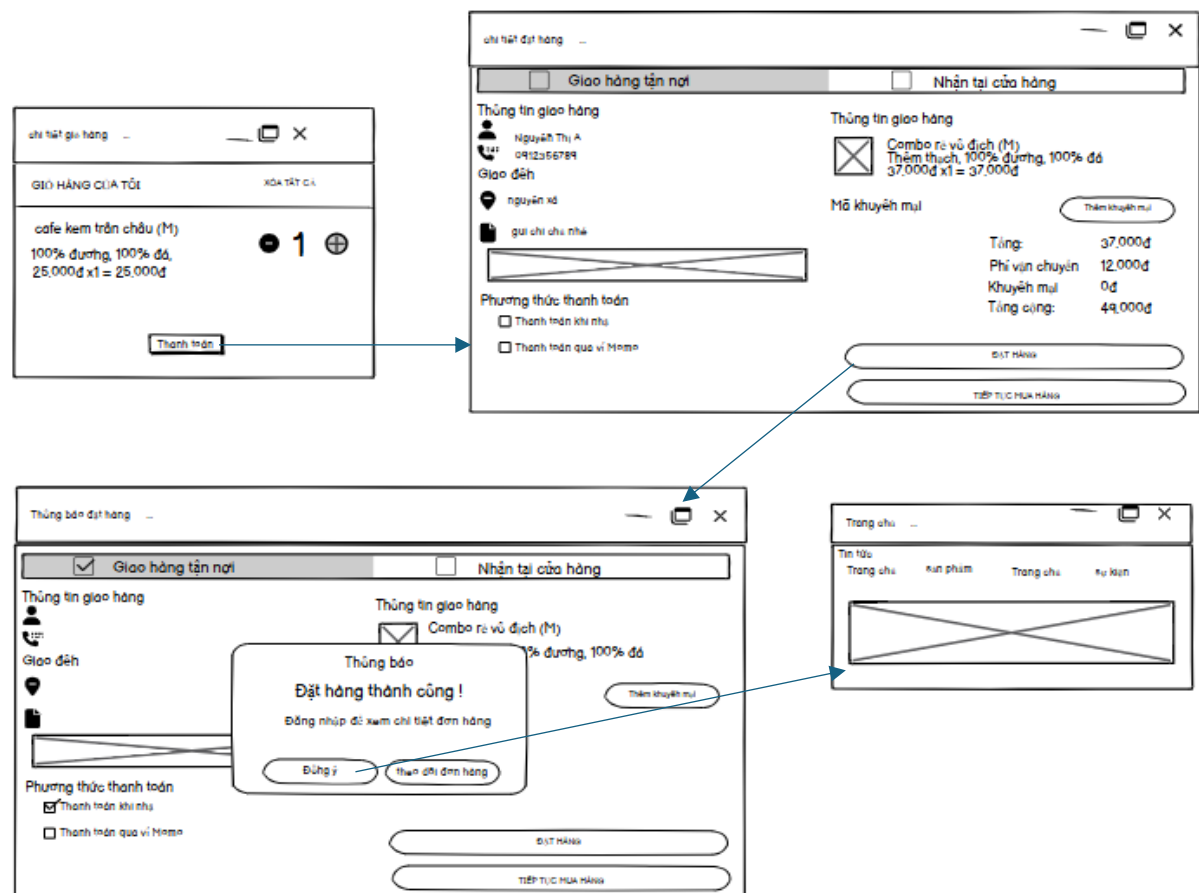 chi tiết giỏ hàng ...
GIỎ HÀNG CỦA TÔI
XÓA TẤT CẢ
cafe kem trân châu (M)
100% đường, 100% đá,
25,000đ x1 = 25,000đ
1
Thanh toán
chi tiết đặt hàng ...
Giao hàng tận nơi
Nhận tại cửa hàng
Thông tin giao hàng
Nguyễn Thị A
0912356789
Giao đến
nguyên xá
gui chi chu nhé
Phương thức thanh toán
Thanh toán khi nhậ
Thanh toán qua ví Momo
Thông tin giao hàng
Combo rẻ vô địch (M)
Thêm thạch, 100% đường, 100% đá
37,000đ x1 = 37,000đ
Mã khuyến mại
Thêm khuyến mại
Tổng: 37,000đ
Phí vận chuyển 12,000đ
Khuyến mại 0đ
Tổng cộng: 49,000đ
ĐẶT HÀNG
TIẾP TỤC MUA HÀNG
Thông báo đặt hàng ...
Giao hàng tận nơi
Nhận tại cửa hàng
Thông tin giao hàng
Giao đến
Phương thức thanh toán
Thanh toán khi nhậ
Thanh toán qua ví Momo
Thông tin giao hàng
Combo rẻ vô địch (M)
% đường, 100% đá
Thêm khuyến mại
Thông báo
Đặt hàng thành công !
Đăng nhập để xem chi tiết đơn hàng
Đồng ý
theo dõi đơn hàng
ĐẶT HÀNG
TIẾP TỤC MUA HÀNG
Trang chủ ...
Tin tức
Trang chủ
sản phẩm
Trang chủ
sự kiện